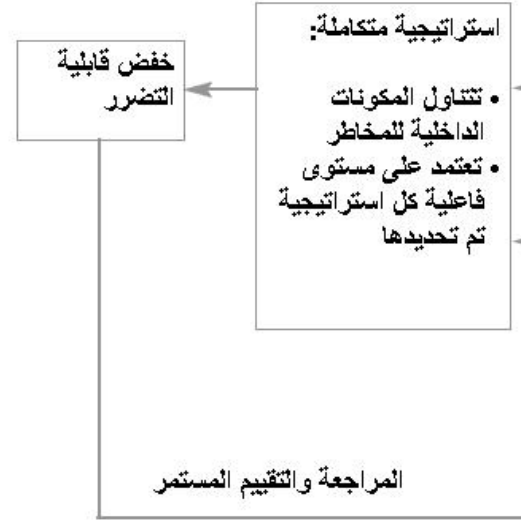 استراتيجية متكاملة:
• تتناول المكونات
الداخلية للمخاطر
• تعتمد على مستوى
فاعلية كل استراتيجية
تم تحديدها
خفض قابلية
التضرر
المراجعة والتقييم المستمر